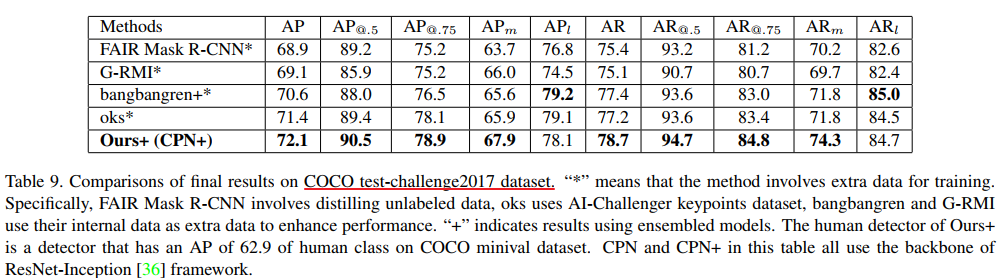 Methods AP AP@.5 AP@.75 APm APl AR AR@.5 AR@.75 ARm ARl
FAIR Mask R-CNN* 68.9 89.2 75.2 63.7 76.8 75.4 93.2 81.2 70.2 82.6
G-RMI* 69.1 85.9 75.2 66.0 74.5 75.1 90.7 80.7 69.7 82.4
bangbangren+* 70.6 88.0 76.5 65.6 79.2 77.4 93.6 83.0 71.8 85.0
oks* 71.4 89.4 78.1 65.9 79.1 77.2 93.6 83.4 71.8 84.5
Ours+ (CPN+) 72.1 90.5 78.9 67.9 78.1 78.7 94.7 84.8 74.3 84.7
Table 9. Comparisons of final results on COCO test-challenge2017 dataset. “*” means that the method involves extra data for training.
Specifically, FAIR Mask R-CNN involves distilling unlabeled data, oks uses AI-Challenger keypoints dataset, bangbangren and G-RMI
use their internal data as extra data to enhance performance. “+” indicates results using ensembled models. The human detector of Ours+
is a detector that has an AP of 62.9 of human class on COCO minival dataset. CPN and CPN+ in this table all use the backbone of
ResNet-Inception [36] framework.